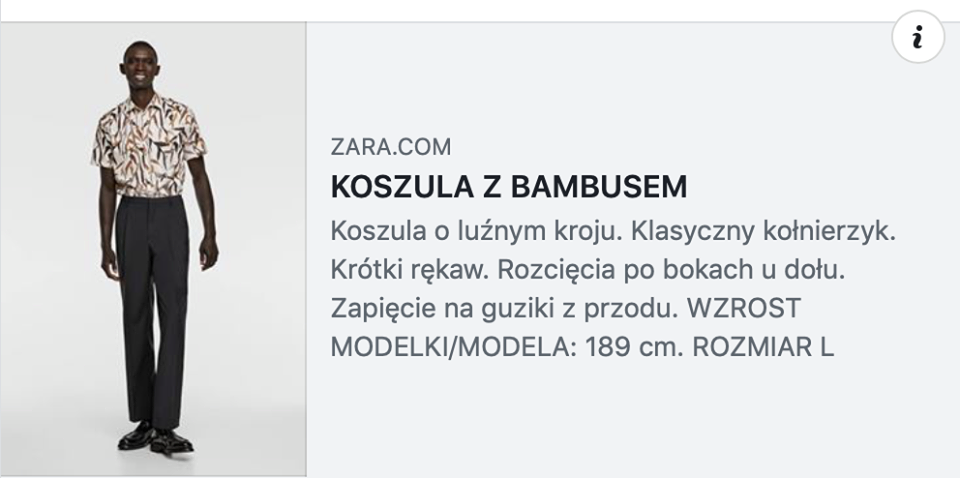 ZARA.COM
KOSZULA Z BAMBUSEM
Koszula o luźnym kroju. Klasyczny kołnierzyk.
Krótki rękaw. Rozcięcia po bokach u dołu.
Zapięcie na guziki z przodu. WZROST
MODELKI/MODELA: 189 cm. ROZMIAR L